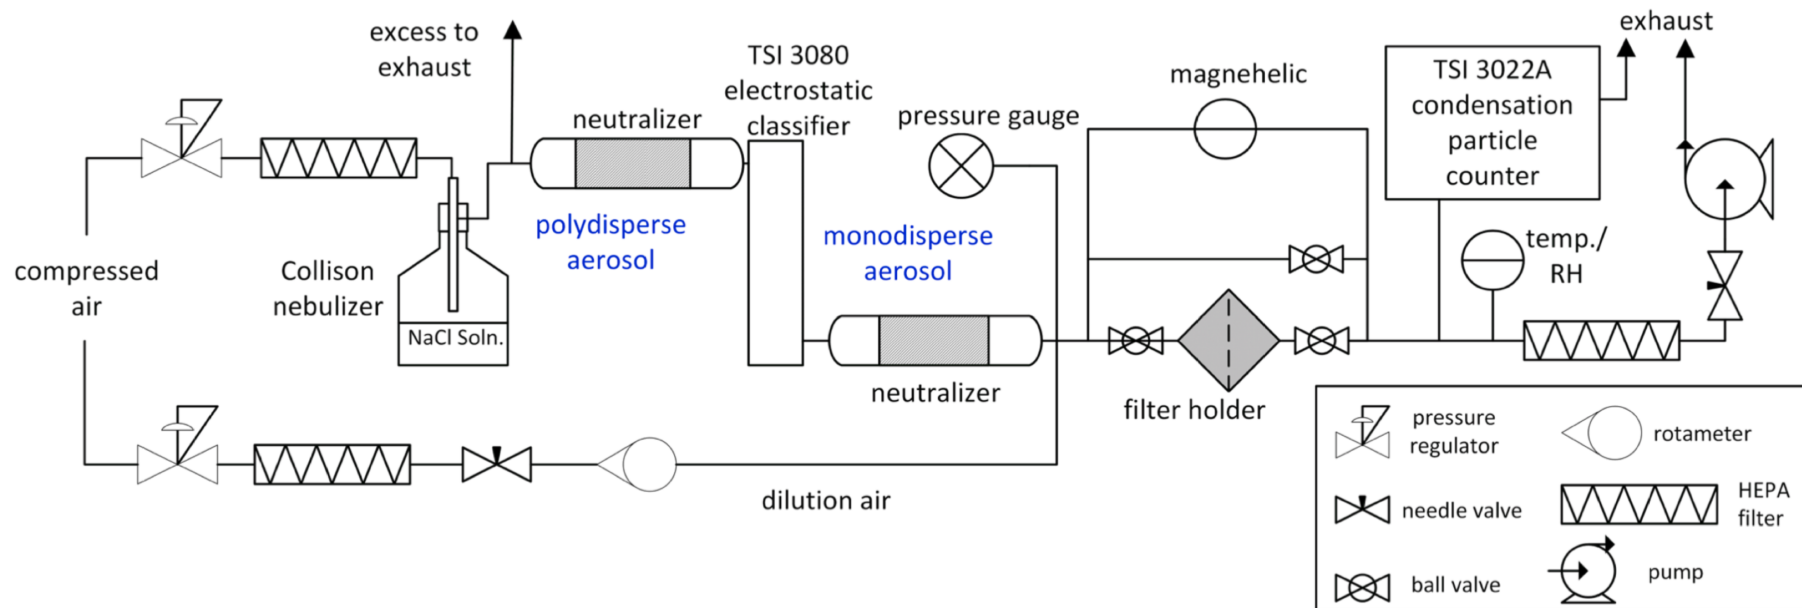 excess to
exhaust
TSI 3080
electrostatic
classifier
neutralizer
pressure gauge
magnehelic
exhaust
TSI 3022A
condensation
particle
counter
polydisperse
aerosol
monodisperse
aerosol
temp./
RH
compressed
air
Collison
nebulizer
NaCl Soln.
neutralizer
filter holder
dilution air
pressure
regulator
rotameter
needle valve
HEPA
filter
ball valve
pump